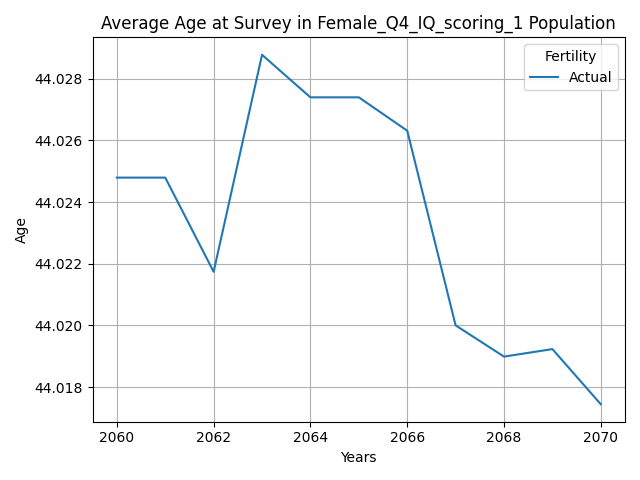 Average Age at Survey in Female_Q4_IQ_scoring_1 Population
Fertility
Actual
44.028
44.026
44.024
44.022
44.020
44.018
Age
2060
2062
2064
2066
2068
2070
Years